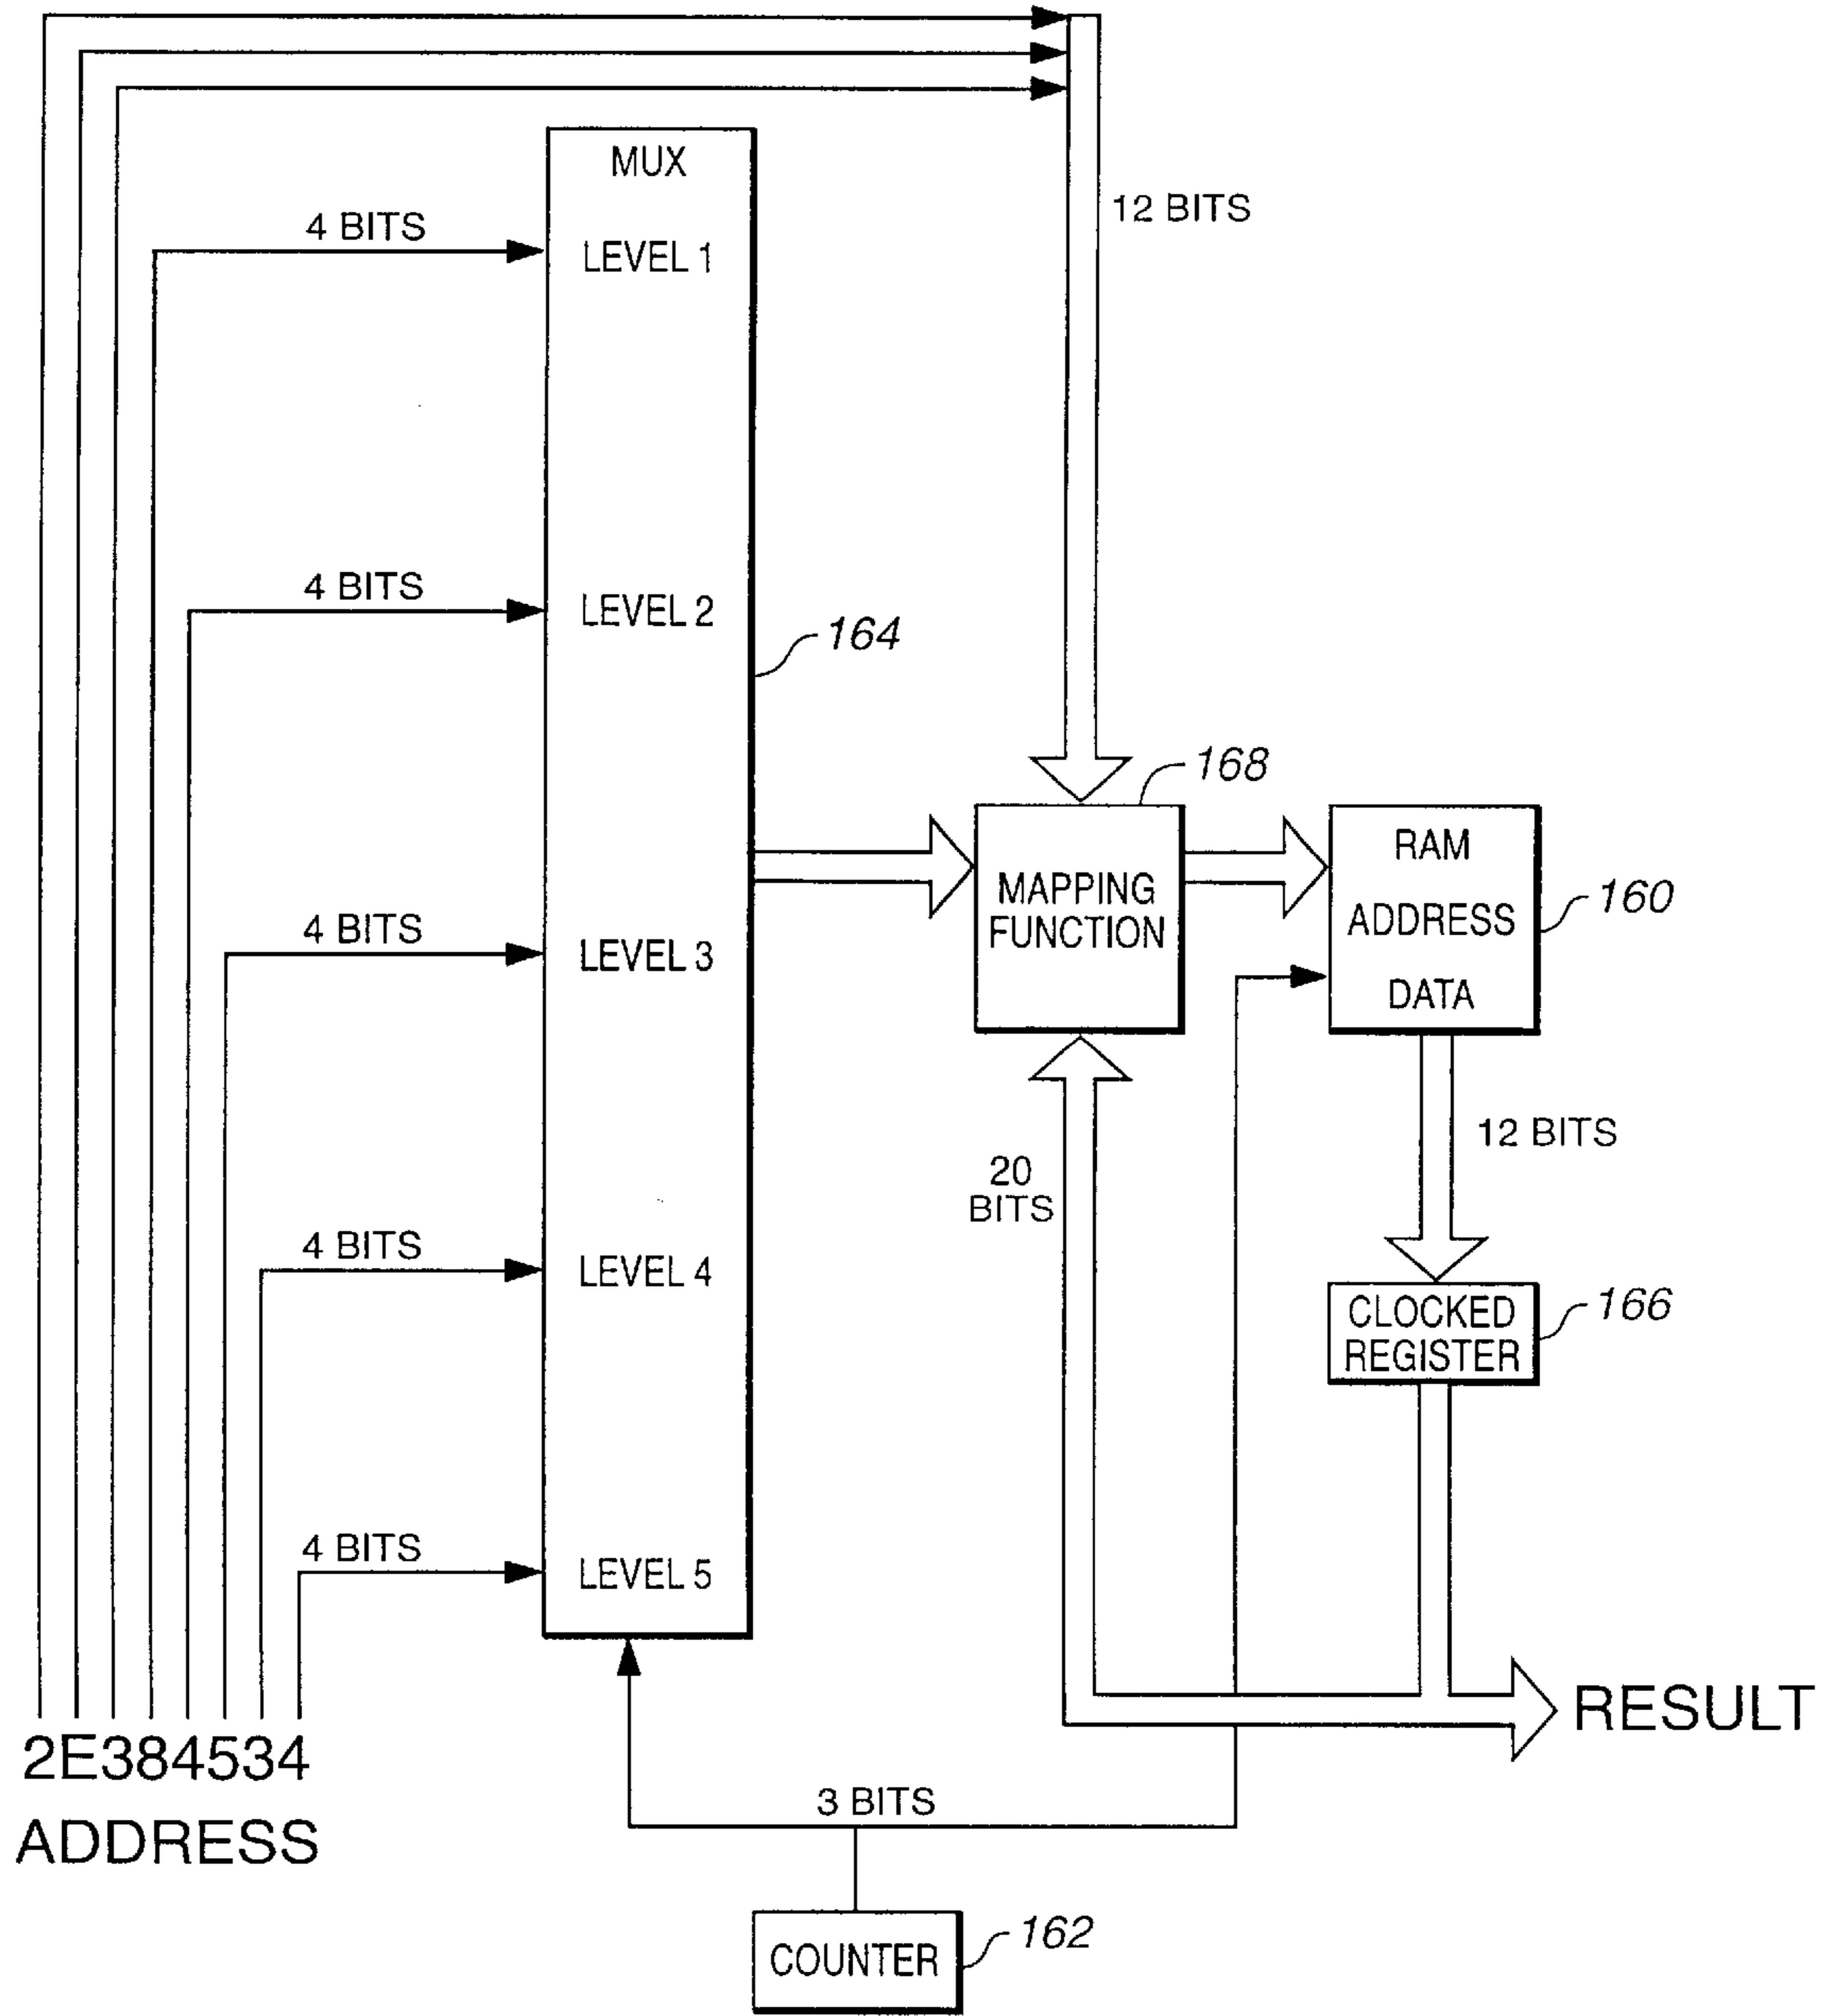 MUX
12 BITS
4 BITS
LEVEL 1
4 BITS
LEVEL 2
164
168
4 BITS
LEVEL 3
MAPPING
FUNCTION
RAM
ADDRESS
DATA
160
12 BITS
20
BITS
4 BITS
LEVEL 4
CLOCKED
REGISTER
166
4 BITS
LEVEL 5
RESULT
2E384534
ADDRESS
3 BITS
COUNTER
162